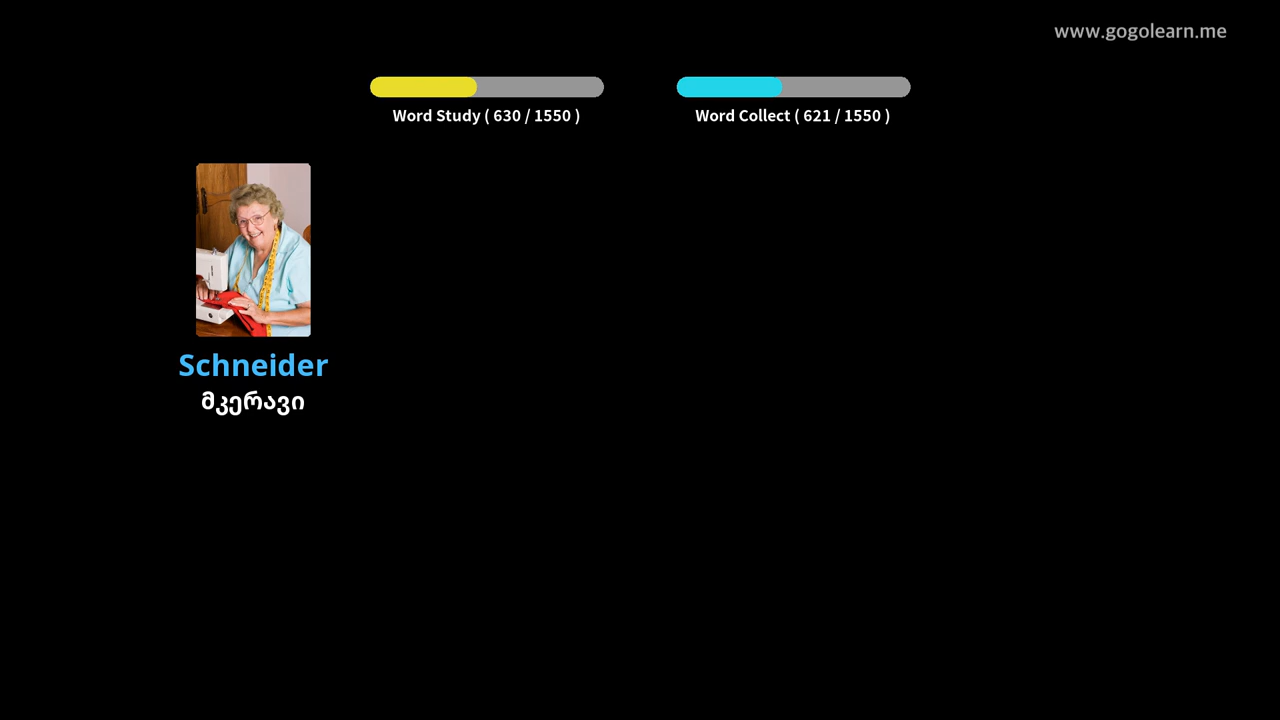 www.gogolearn.me
Word Study ( 630 / 1550 )
Word Collect ( 621 / 1550 )
Schneider
მკერავი